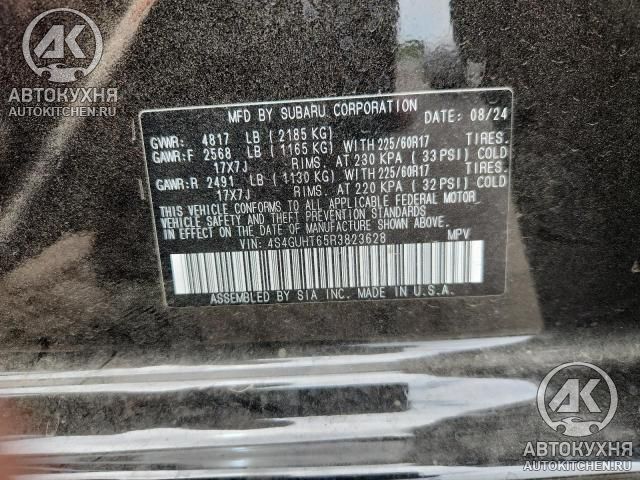 AK
АВТОКУХНЯ
AUTOKITCHEN.RU
MFD BY SUBARU CORPORATION DATE: 08/24
GVWR: 4817 LB (2185 KG)
GAWR:F 2568 LB (1165 KG) WITH 225/60R17 TIRES.
17X7J RIMS. AT 230 KPA (33 PSI) COLD
GAWR:R 2491 LB (1130 KG) WITH 225/60R17 TIRES.
17X7J RIMS. AT 220 KPA (32 PSI) COLD
THIS VEHICLE CONFORMS TO ALL APPLICABLE FEDERAL MOTOR
VEHICLE SAFETY AND THEFT PREVENTION STANDARDS
IN EFFECT ON THE DATE OF MANUFACTURE SHOWN ABOVE.
VIN: 4S4GUHT65R3823628 MPV
ASSEMBLED BY SIA INC. MADE IN U.S.A.
AK
АВТОКУХНЯ
AUTOKITCHEN.RU